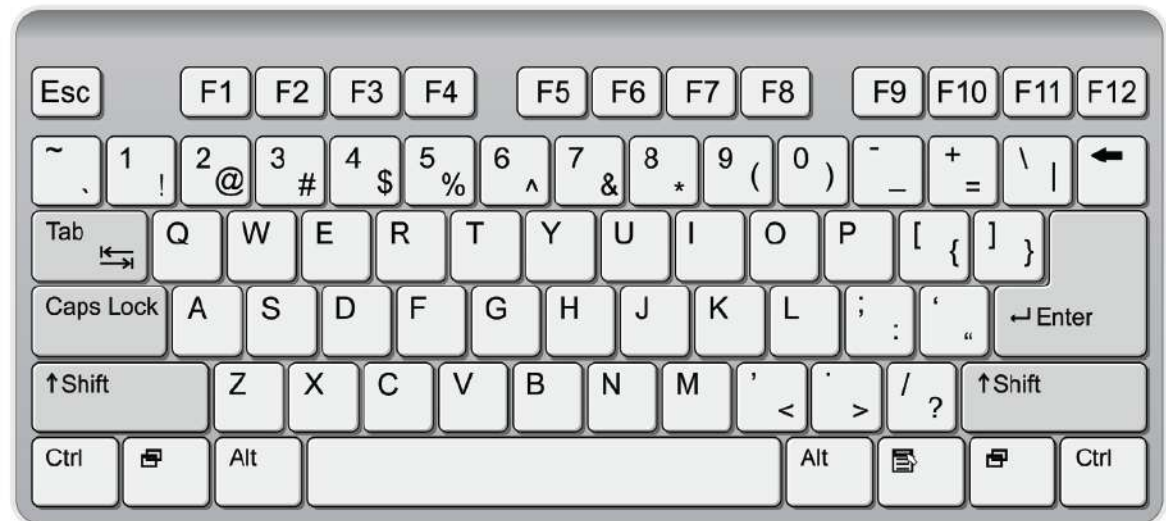 Esc F1 F2 F3 F4 F5 F6 F7 F8 F9 F10 F11 F12
~ ` 1 ! 2 @ 3 # 4 $ 5 % 6 ^ 7 & 8 * 9 ( 0 ) - _ + = \ |
Tab Q W E R T Y U I O P [ { ] }
Caps Lock A S D F G H J K L ; : ‘ “ Enter
Shift Z X C V B N M , < . > / ? Shift
Ctrl Alt Alt Ctrl